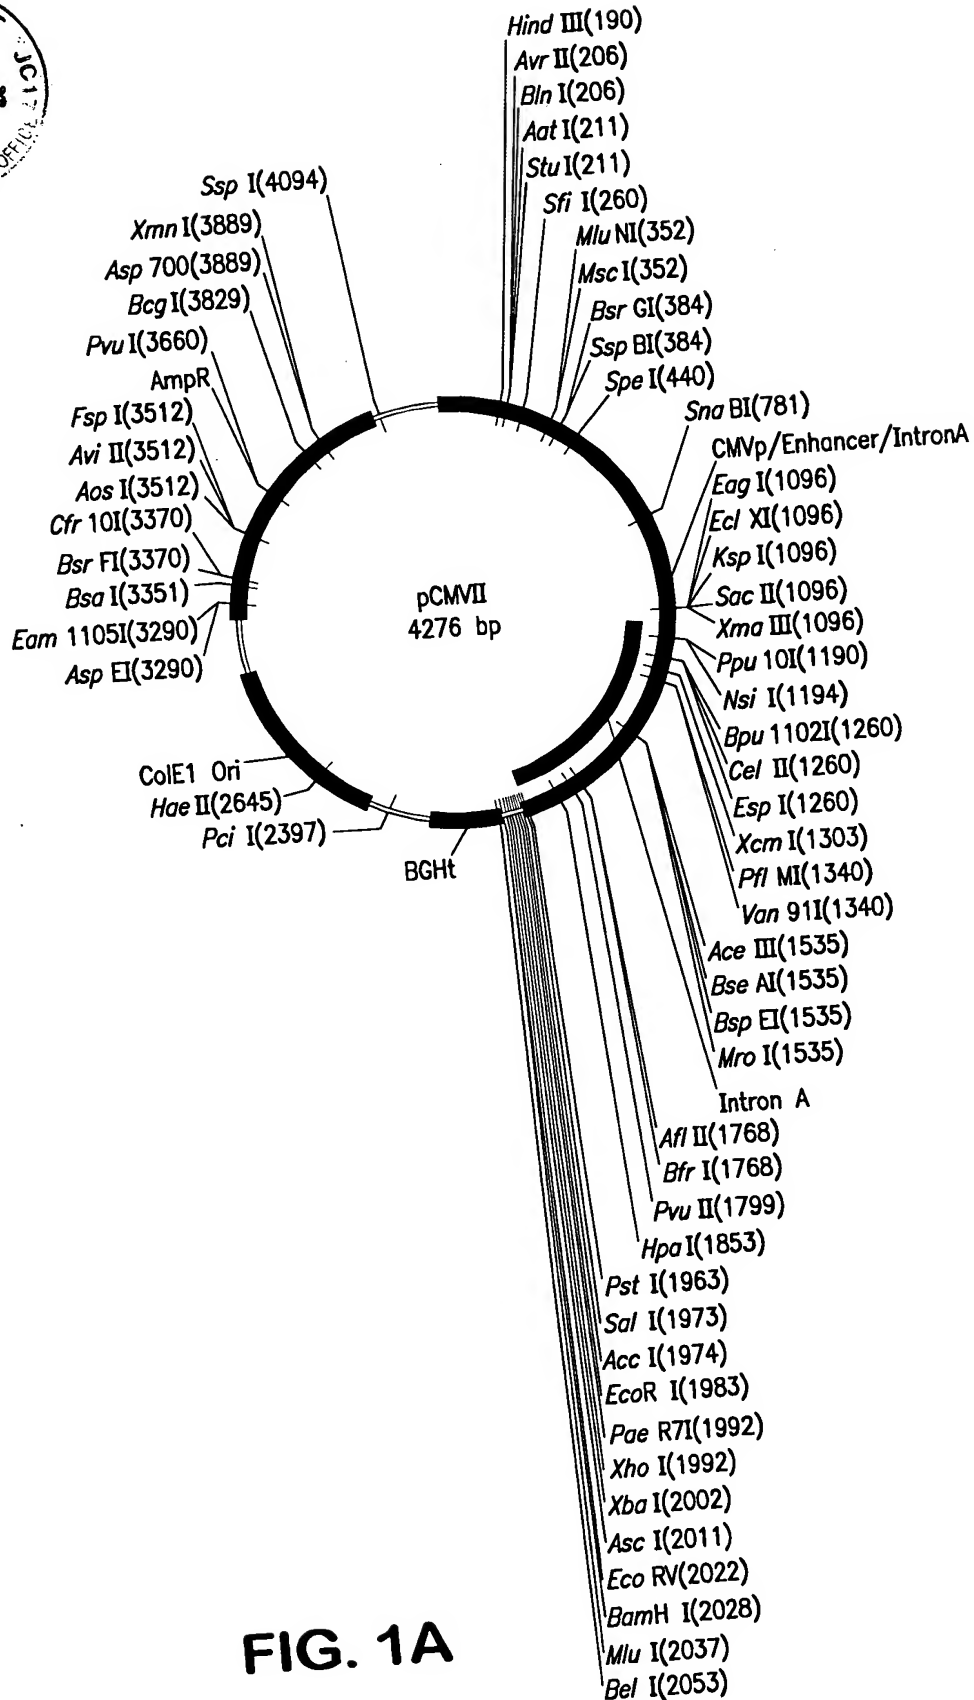 JC17
OFFICE
Hind III(190)
Avr II(206)
Bln I(206)
Aat I(211)
Stu I(211)
Sfi I(260)
Mlu NI(352)
Msc I(352)
Bsr GI(384)
Ssp BI(384)
Spe I(440)
Sna BI(781)
CMVp/Enhancer/IntronA
Eag I(1096)
Ecl XI(1096)
Ksp I(1096)
Sac II(1096)
Xma III(1096)
Ppu 10I(1190)
Nsi I(1194)
Bpu 1102I(1260)
Cel II(1260)
Esp I(1260)
Xcm I(1303)
Pfl MI(1340)
Van 91I(1340)
Ace III(1535)
Bse AI(1535)
Bsp EI(1535)
Mro I(1535)
Intron A
Afl II(1768)
Bfr I(1768)
Pvu II(1799)
Hpa I(1853)
Pst I(1963)
Sal I(1973)
Acc I(1974)
EcoR I(1983)
Pae R7I(1992)
Xho I(1992)
Xba I(2002)
Asc I(2011)
Eco RV(2022)
BamH I(2028)
Mlu I(2037)
Bel I(2053)
BGHt
Pci I(2397)
Hae II(2645)
ColE1 Ori
Asp EI(3290)
Eam 1105I(3290)
Bsa I(3351)
Bsr FI(3370)
Cfr 10I(3370)
Aos I(3512)
Avi II(3512)
Fsp I(3512)
AmpR
Pvu I(3660)
Bcg I(3829)
Asp 700(3889)
Xmn I(3889)
Ssp I(4094)
pCMVII
4276 bp
FIG. 1A